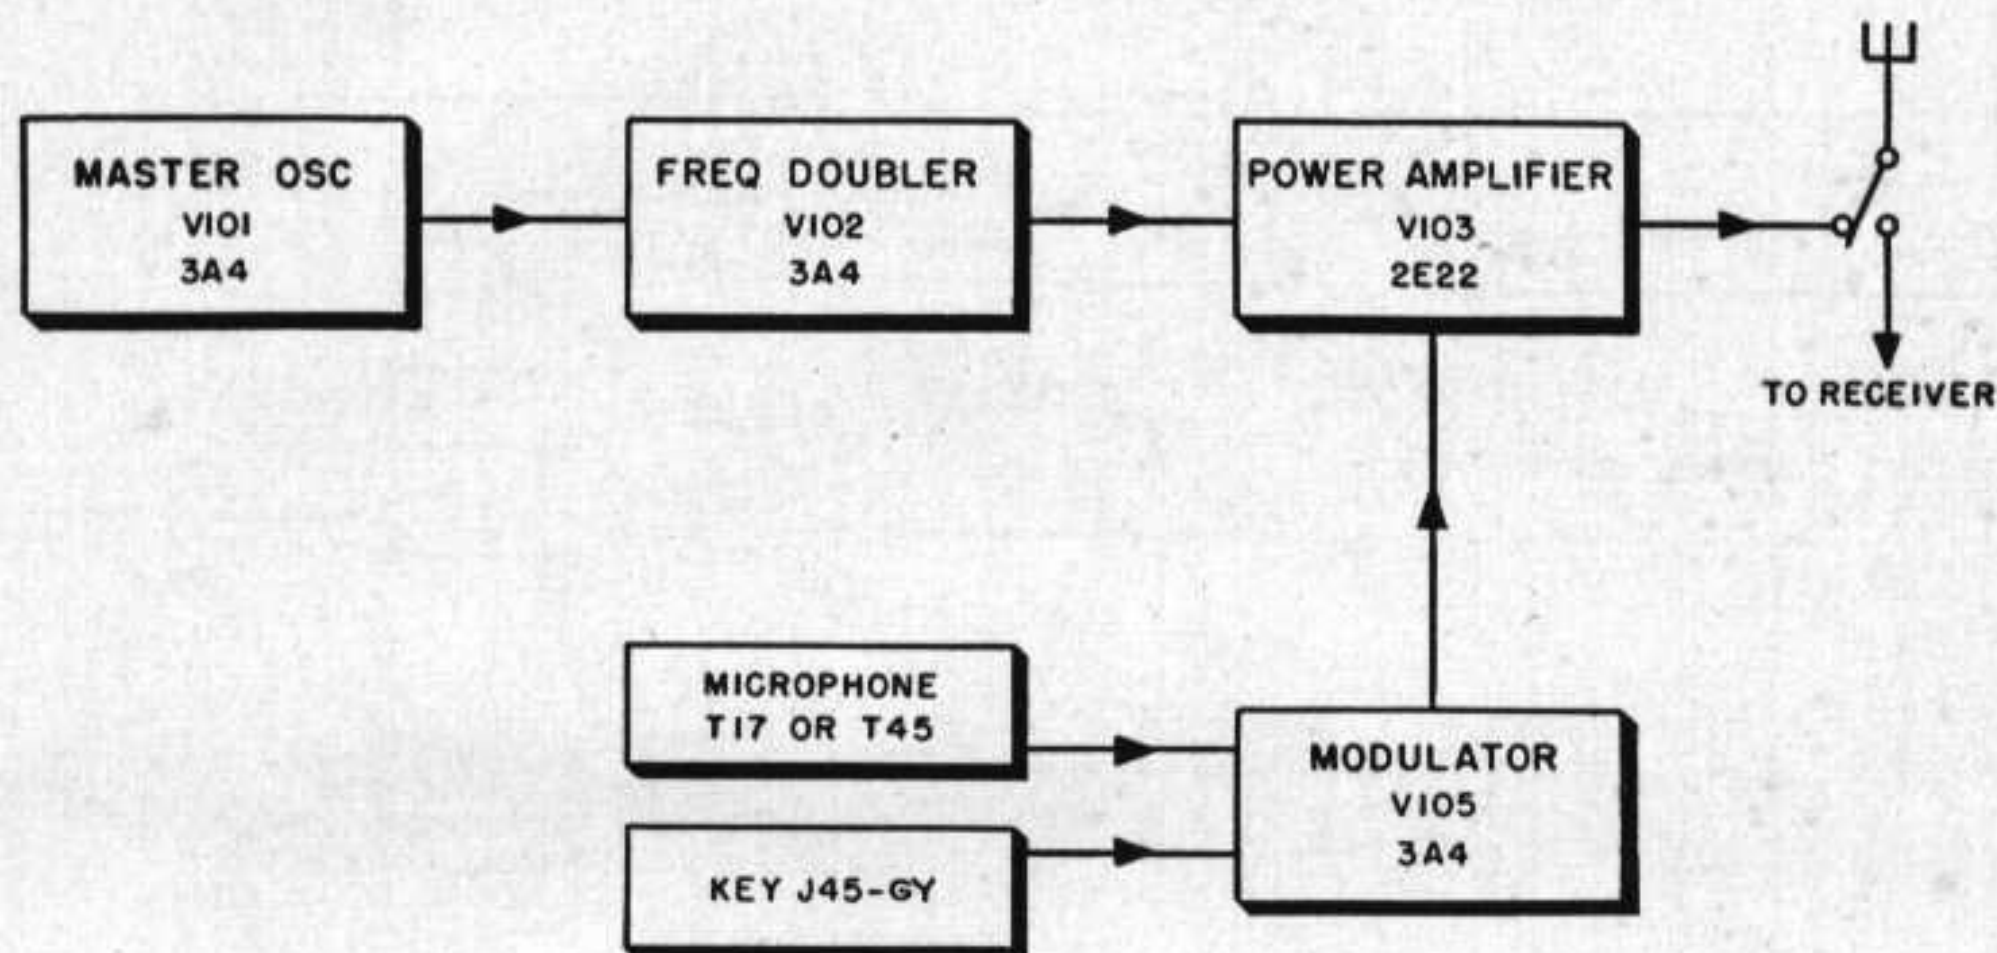 MASTER OSC
V101
3A4
FREQ DOUBLER
V102
3A4
POWER AMPLIFIER
V103
2E22
TO RECEIVER
MICROPHONE
T17 OR T45
KEY J45-GY
MODULATOR
V105
3A4